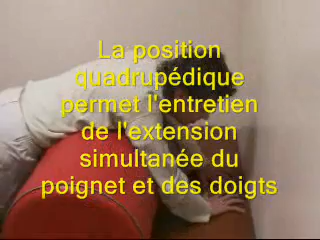 La position
quadrupédique
permet l'entretien
de l'extension
simultanée du
poignet et des doigts